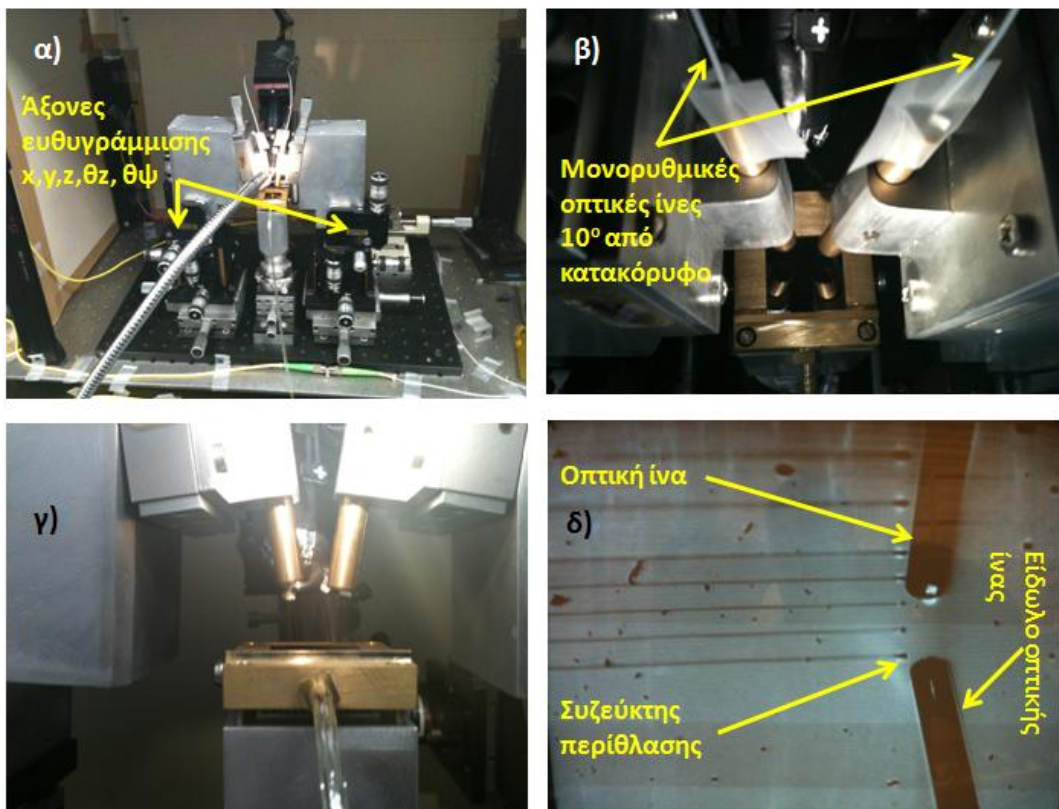 α)
Άξονες
ευθυγράμμισης
x,y,z,θz, θψ
β)
Μονορυθμικές
οπτικές ίνες
10ο από
κατακόρυφο
γ)
δ)
Οπτική ίνα
Είδωλο οπτικής
ίνας
Συζεύκτης
περίθλασης